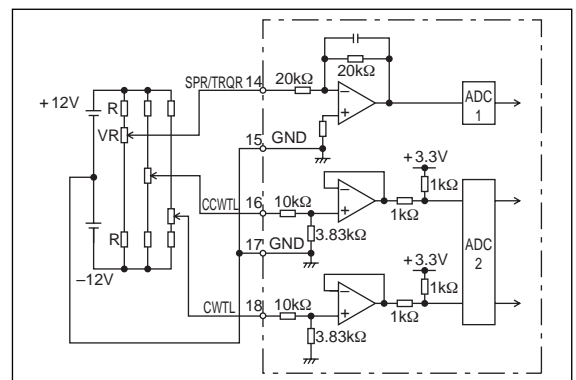 SPR/TRQR 14
20kΩ
20kΩ
ADC
1
+12V
R
VR
15 GND
+3.3V
1kΩ
CCWTL
16
10kΩ
1kΩ
3.83kΩ
ADC
2
R
17 GND
-12V
+3.3V
1kΩ
CWTL
18
10kΩ
1kΩ
3.83kΩ